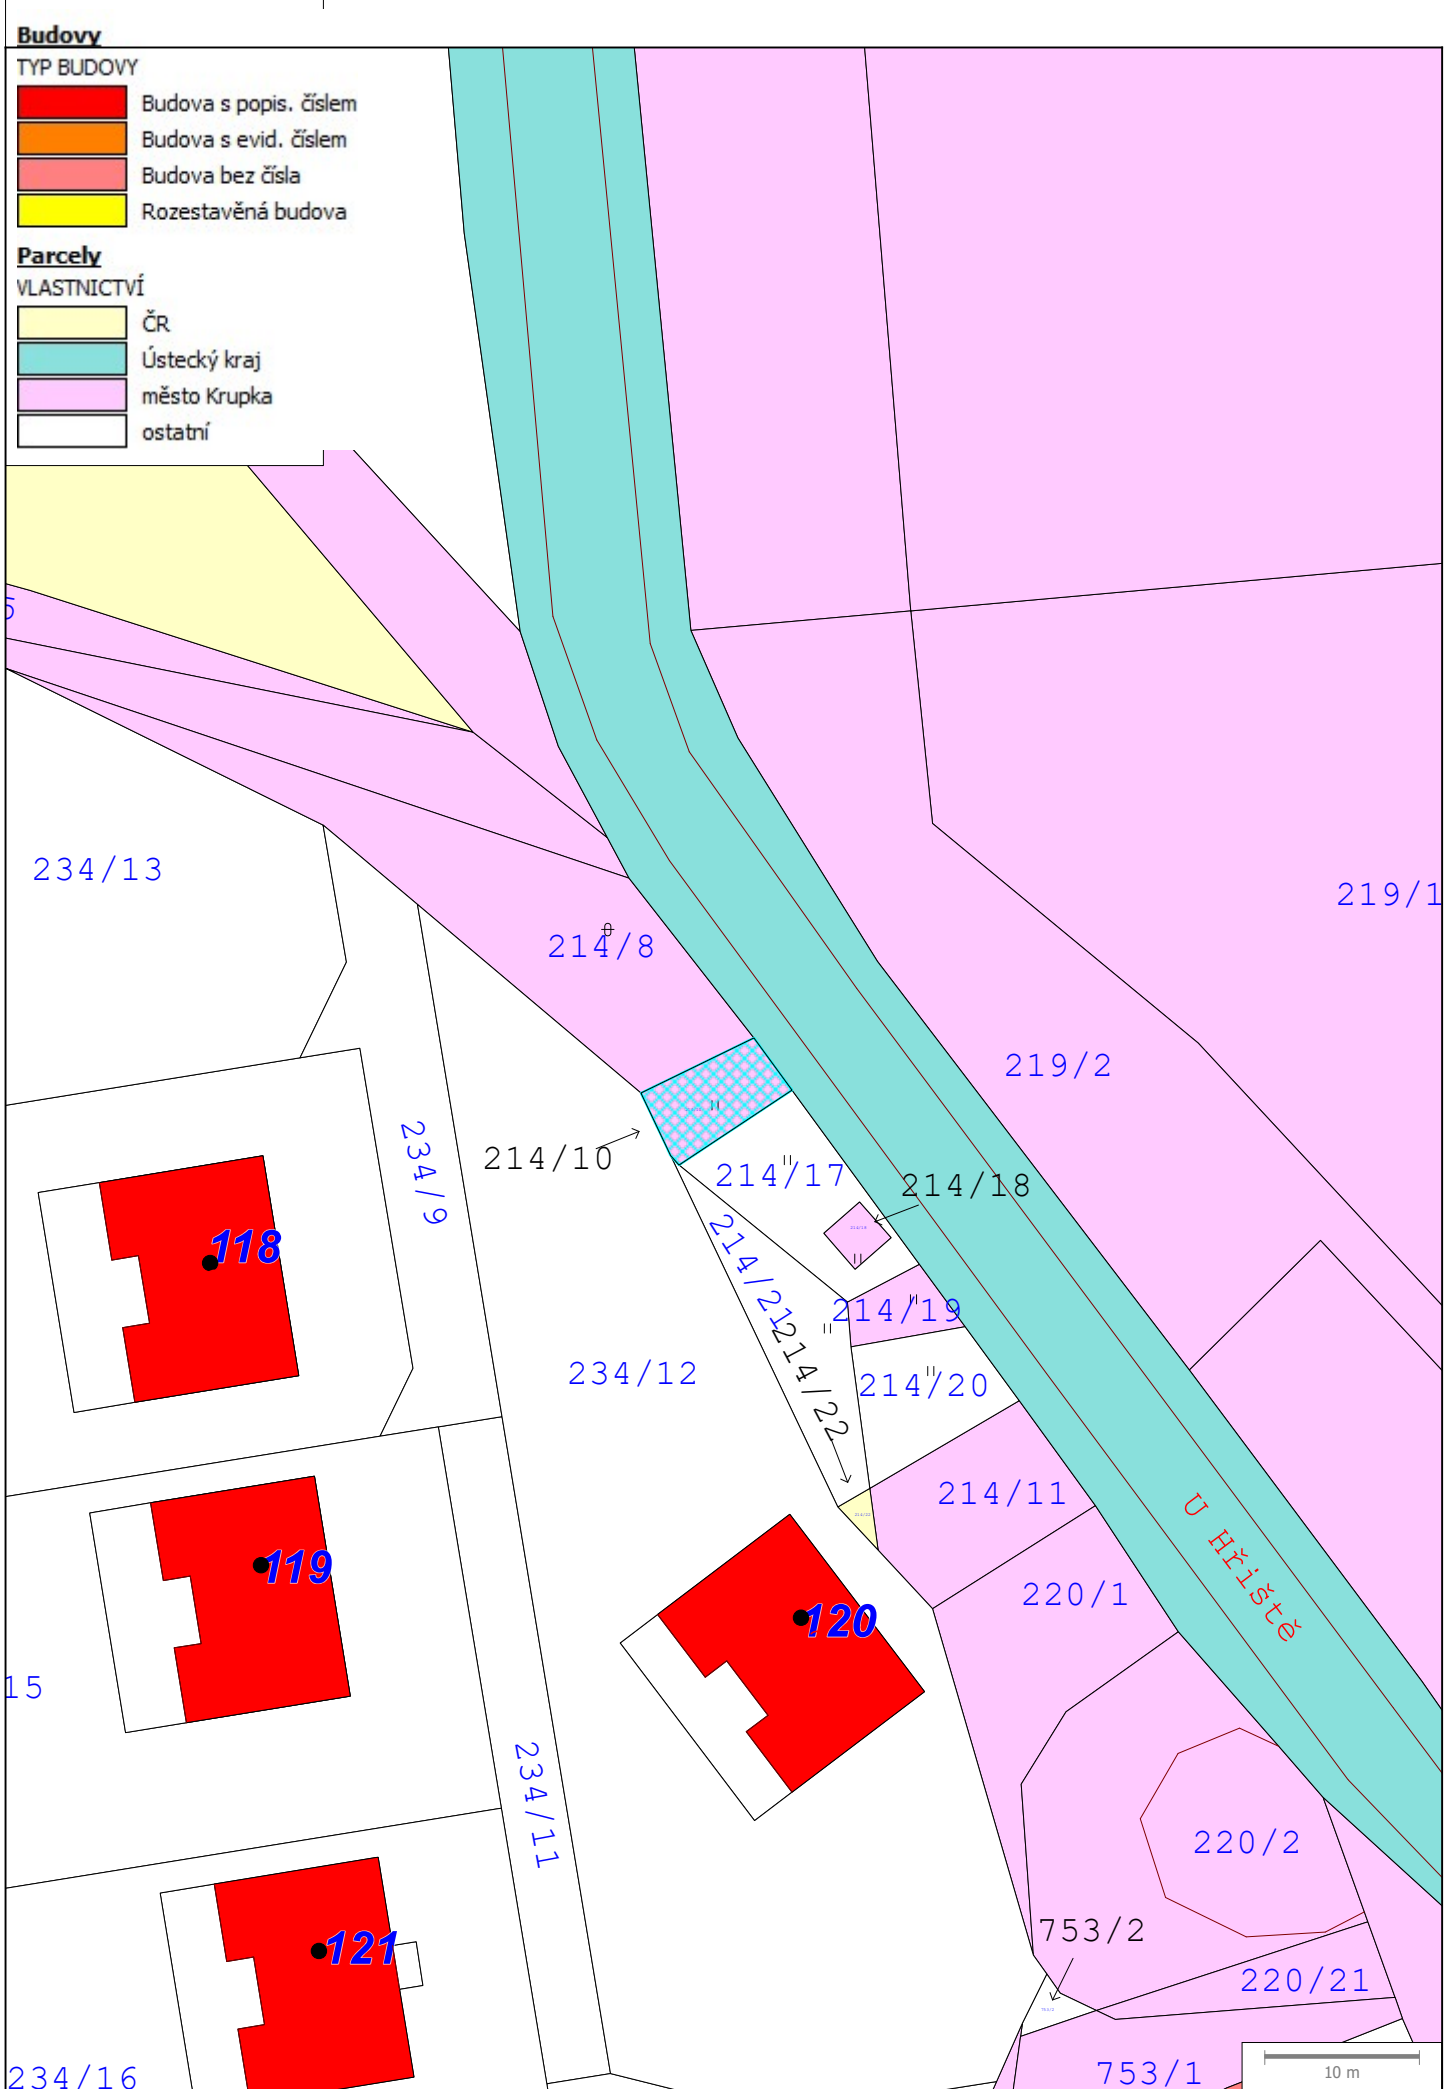 Budovy
TYP BUDOVY
Budova s popis. číslem
Budova s evid. číslem
Budova bez čísla
Rozestavěná budova
Parcely
VLASTNICTVÍ
ČR
Ústecký kraj
město Krupka
ostatní
234/13
219/1
214/8
219/2
234/9
214/10
214/17
214/18
118
214/21
214/19
214/22
234/12
214/20
214/11
U Hřiště
119
220/1
120
15
234/11
220/2
753/2
121
220/21
234/16
753/1
10 m